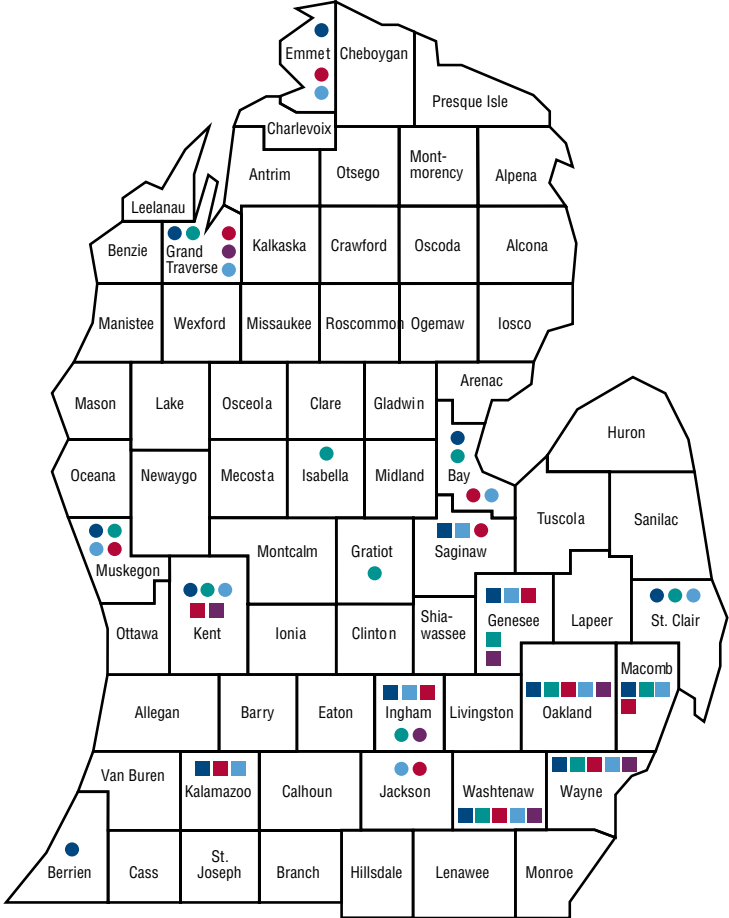 Emmet
Cheboygan
Presque Isle
Charlevoix
Antrim
Otsego
Mont-
morency
Alpena
Leelanau
Benzie
Grand
Traverse
Kalkaska
Crawford
Oscoda
Alcona
Manistee
Wexford
Missaukee
Roscommon
Ogemaw
Iosco
Arenac
Mason
Lake
Osceola
Clare
Gladwin
Huron
Oceana
Newaygo
Mecosta
Isabella
Midland
Bay
Tuscola
Sanilac
Montcalm
Gratiot
Saginaw
Muskegon
Ottawa
Kent
Ionia
Clinton
Shia-
wassee
Genesee
Lapeer
St. Clair
Macomb
Allegan
Barry
Eaton
Ingham
Livingston
Oakland
Van Buren
Kalamazoo
Calhoun
Jackson
Washtenaw
Wayne
Berrien
Cass
St.
Joseph
Branch
Hillsdale
Lenawee
Monroe